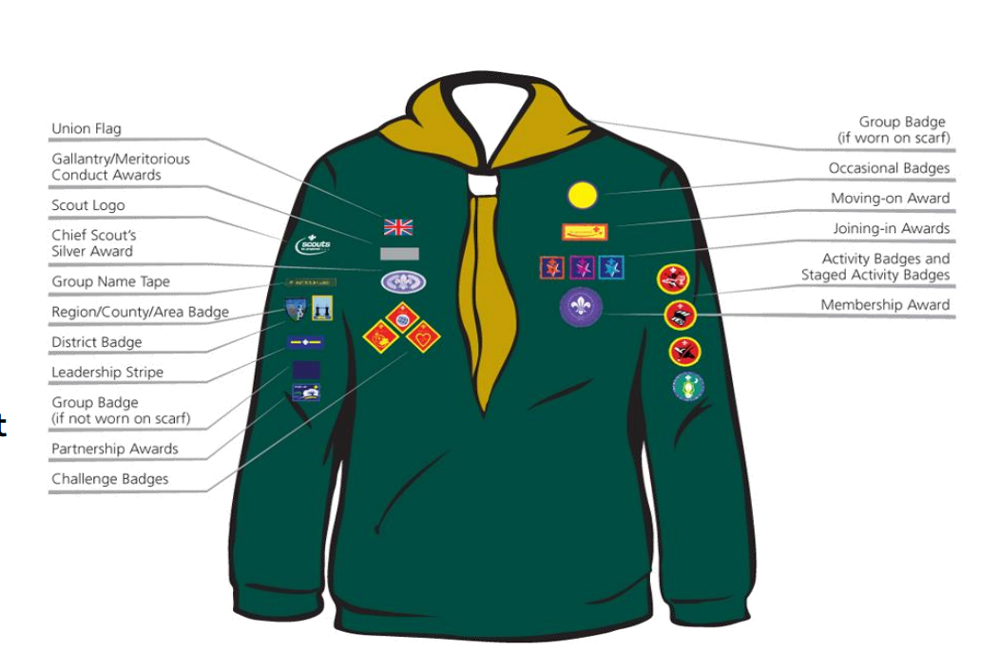 Union Flag
Gallantry/Meritorious
Conduct Awards
Scout Logo
Chief Scout's
Silver Award
Group Name Tape
Region/County/Area Badge
District Badge
Leadership Stripe
Group Badge
(if not worn on scarf)
Partnership Awards
Challenge Badges
t
scouts
Group Badge
(if worn on scarf)
Occasional Badges
Moving-on Award
Joining-in Awards
Activity Badges and
Staged Activity Badges
Membership Award